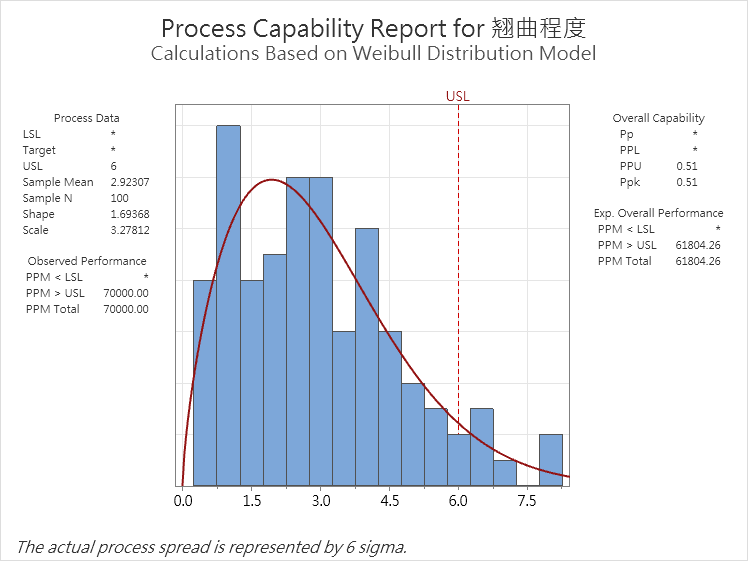 Process Capability Report for 翹曲程度
Calculations Based on Weibull Distribution Model
Process Data
LSL *
Target *
USL 6
Sample Mean 2.92307
Sample N 100
Shape 1.69368
Scale 3.27812
Observed Performance
PPM < LSL *
PPM > USL 70000.00
PPM Total 70000.00
USL
0.0 1.5 3.0 4.5 6.0 7.5
Overall Capability
Pp *
PPL *
PPU 0.51
Ppk 0.51
Exp. Overall Performance
PPM < LSL *
PPM > USL 61804.26
PPM Total 61804.26
The actual process spread is represented by 6 sigma.